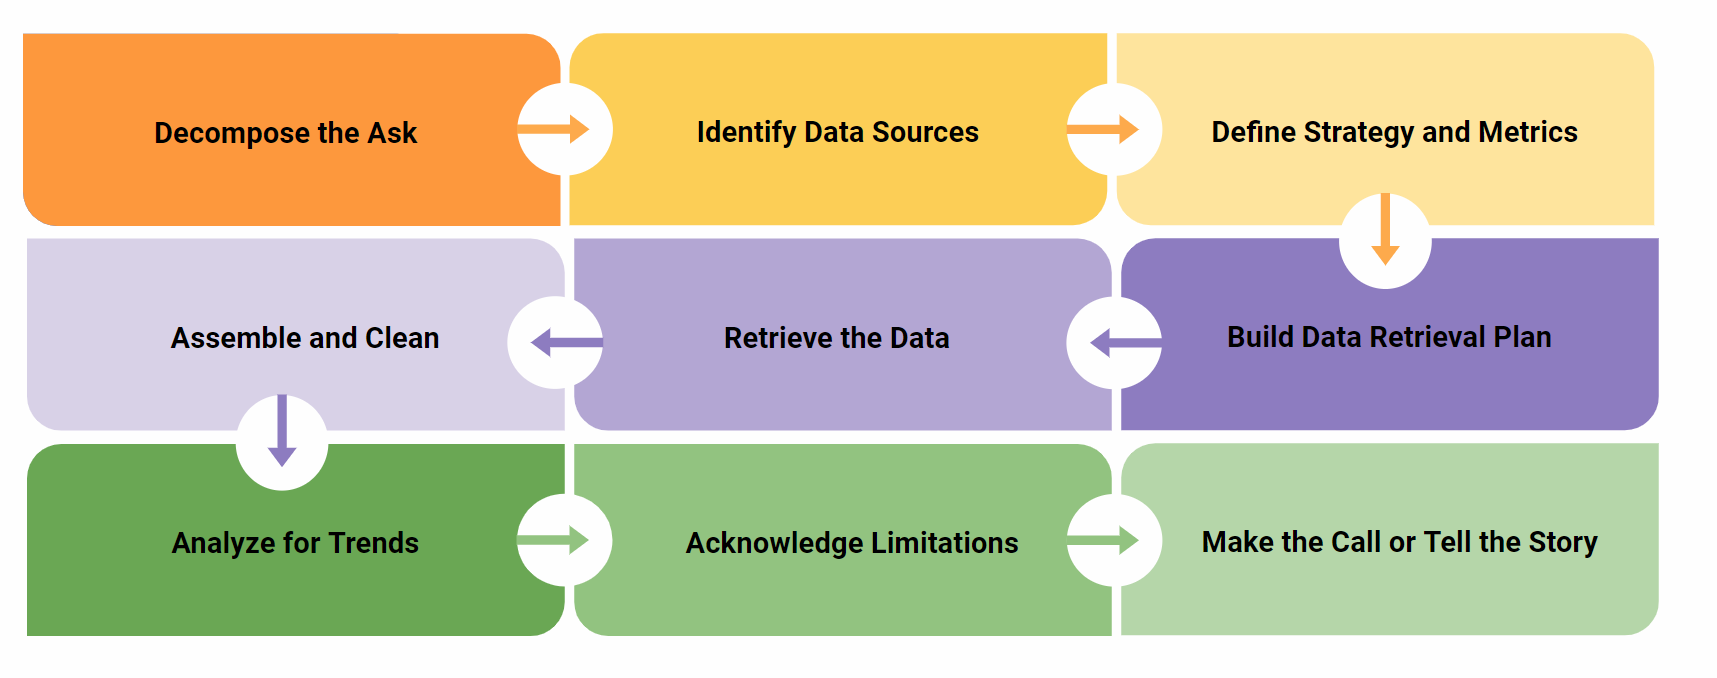 Decompose the Ask
Identify Data Sources
Define Strategy and Metrics
Build Data Retrieval Plan
Retrieve the Data
Assemble and Clean
Analyze for Trends
Acknowledge Limitations
Make the Call or Tell the Story